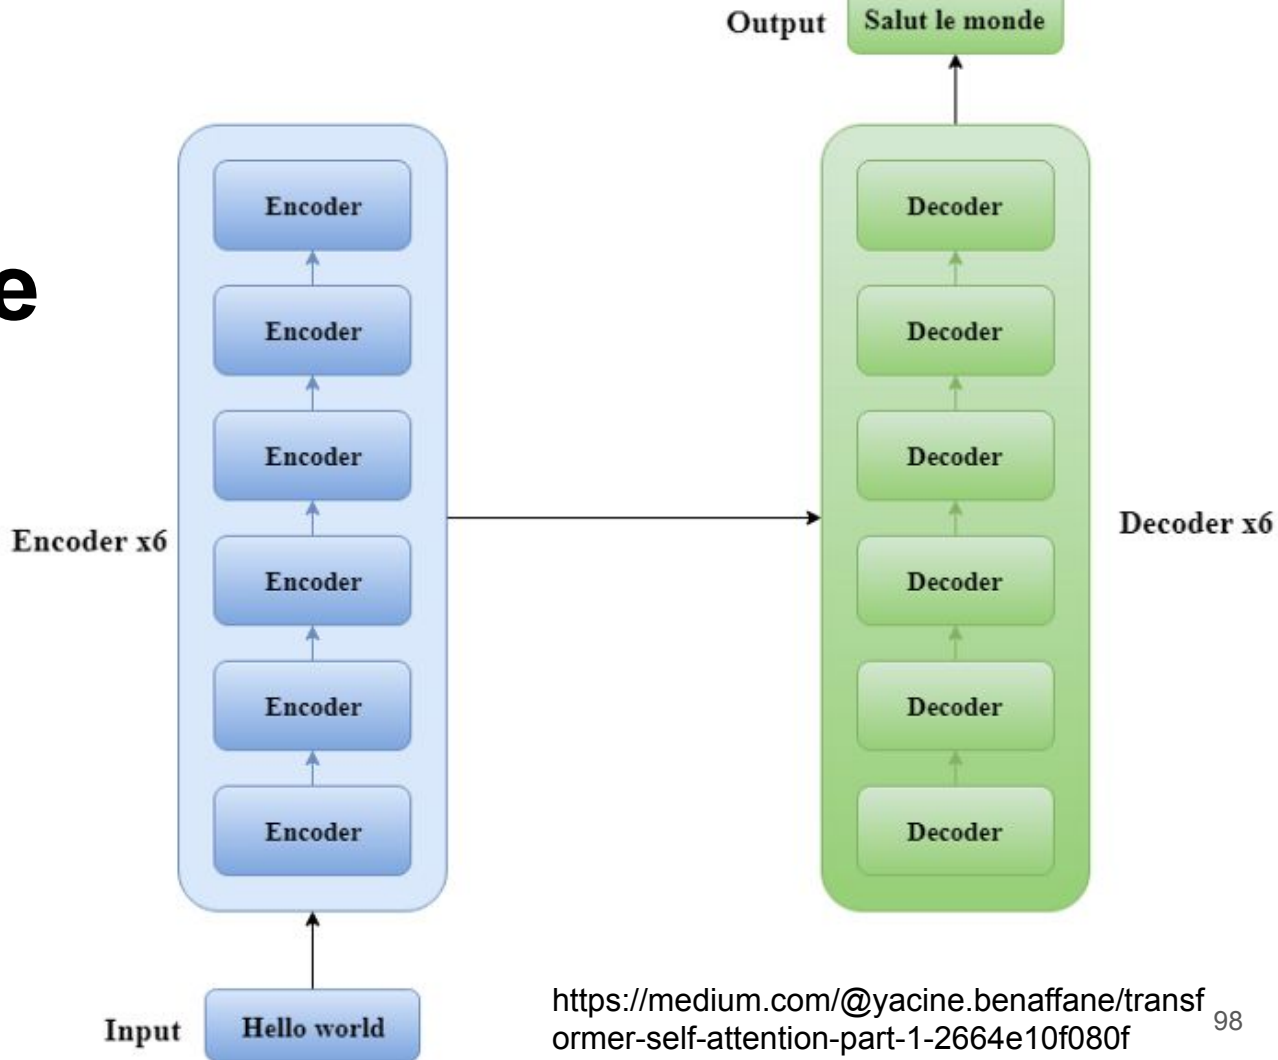 Output
Salut le monde
e
Encoder
Encoder
Encoder
Encoder
Encoder
Encoder
Encoder x6
Decoder
Decoder
Decoder
Decoder
Decoder
Decoder
Decoder x6
Input
Hello world
https://medium.com/@yacine.benaffane/transf
ormer-self-attention-part-1-2664e10f080f
98